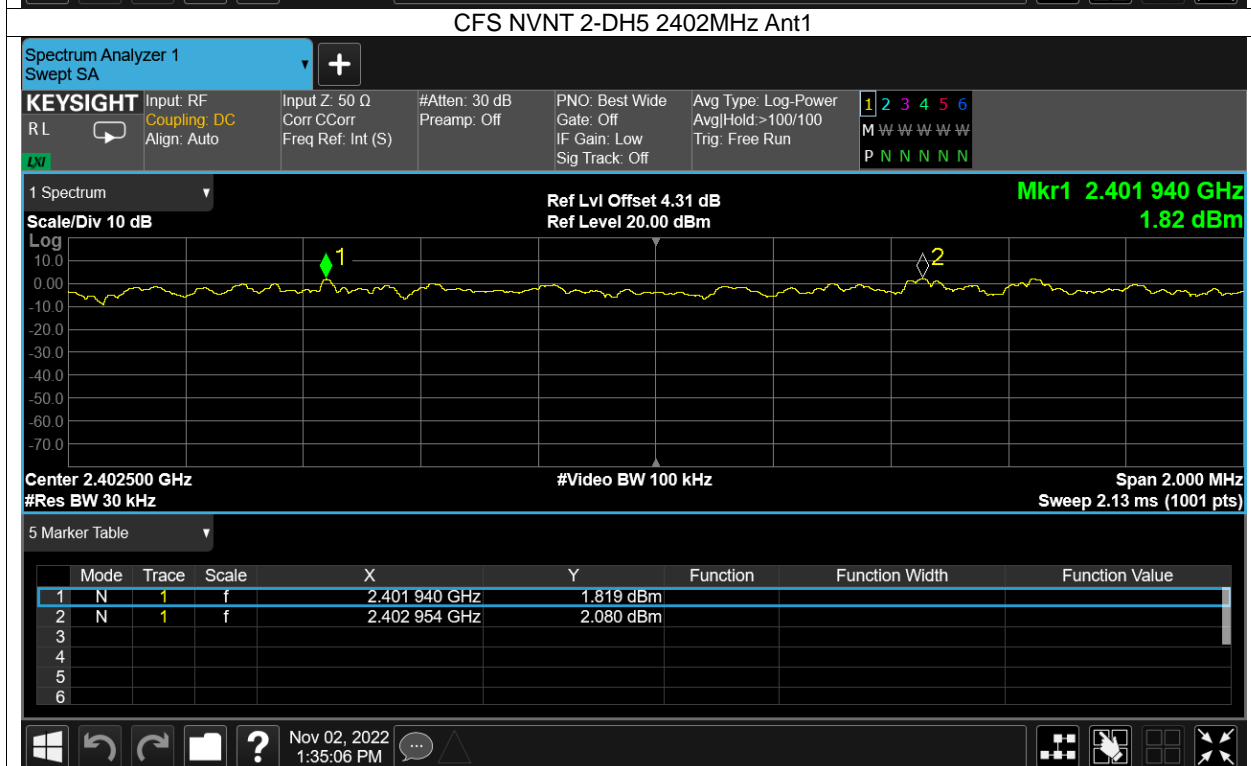 CFS NVNT 2-DH5 2402MHz Ant1
Spectrum Analyzer 1
Swept SA
+
KEYSIGHT
RL
LXI
Input: RF
Coupling: DC
Align: Auto
Input Z: 50 Ω
Corr CCorr
Freq Ref: Int (S)
#Atten: 30 dB
Preamp: Off
PNO: Best Wide
Gate: Off
IF Gain: Low
Sig Track: Off
Avg Type: Log-Power
Avg|Hold:>100/100
Trig: Free Run
1 2 3 4 5 6
M W W W W W
P N N N N N
1 Spectrum
Scale/Div 10 dB
Ref Lvl Offset 4.31 dB
Ref Level 20.00 dBm
Mkr1 2.401 940 GHz
1.82 dBm
Log
10.0
0.00
-10.0
-20.0
-30.0
-40.0
-50.0
-60.0
-70.0
1
2
Center 2.402500 GHz
#Video BW 100 kHz
Span 2.000 MHz
#Res BW 30 kHz
Sweep 2.13 ms (1001 pts)
5 Marker Table
Mode Trace Scale X Y Function Function Width Function Value
1 N 1 f 2.401 940 GHz 1.819 dBm
2 N 1 f 2.402 954 GHz 2.080 dBm
3
4
5
6
?
Nov 02, 2022
1:35:06 PM